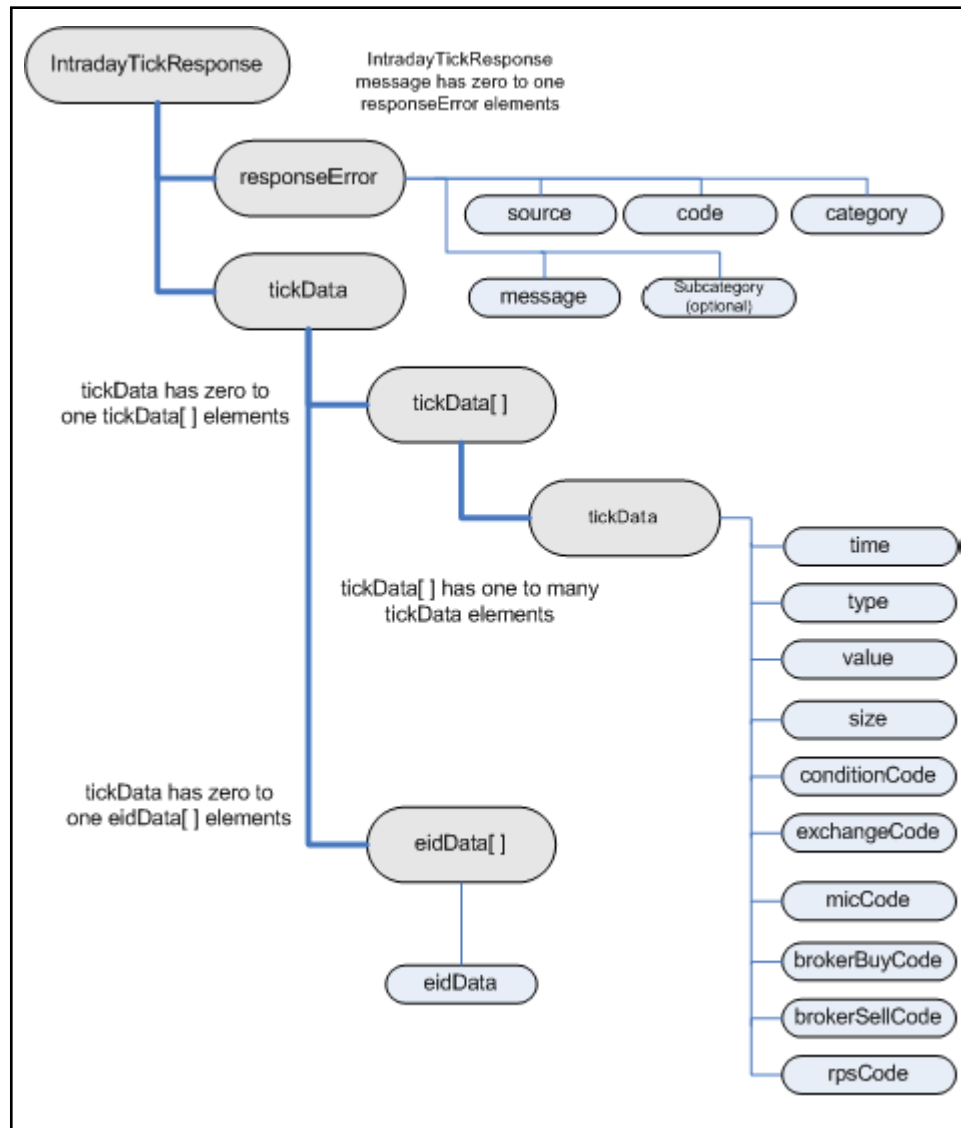 IntradayTickResponse
IntradayTickResponse
message has zero to one
responseError elements
responseError
source
code
category
message
Subcategory
(optional)
tickData
tickData has zero to
one tickData[ ] elements
tickData[ ]
tickData
tickData[ ] has one to many
tickData elements
time
type
value
size
conditionCode
exchangeCode
micCode
brokerBuyCode
brokerSellCode
rpsCode
tickData has zero to
one eidData[ ] elements
eidData[ ]
eidData